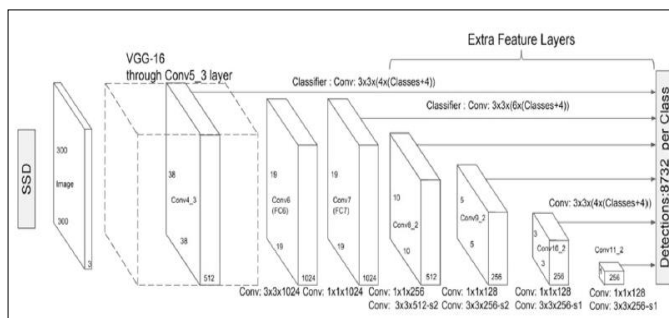 Extra Feature Layers
VGG-16
through Conv5_3 layer
Classifier : Conv: 3x3x(4x(Classes+4))
Classifier : Conv: 3x3x(6x(Classes+4))
SSD
300
Image
300
3
38
Conv4_3
38
512
19
Conv6
(FC6)
19
1024
19
Conv7
(FC7)
19
1024
10
Conv8_2
10
512
5
Conv9_2
5
256
Conv: 3x3x(4x(Classes+4))
3
Conv10_2
3
256
Conv11_2
256
Detections:8732 per Class
Conv: 3x3x1024 Conv: 1x1x1024 Conv: 1x1x256 Conv: 1x1x128 Conv: 1x1x128 Conv: 1x1x128
Conv: 3x3x512-s2 Conv: 3x3x256-s2 Conv: 3x3x256-s1 Conv: 3x3x256-s1